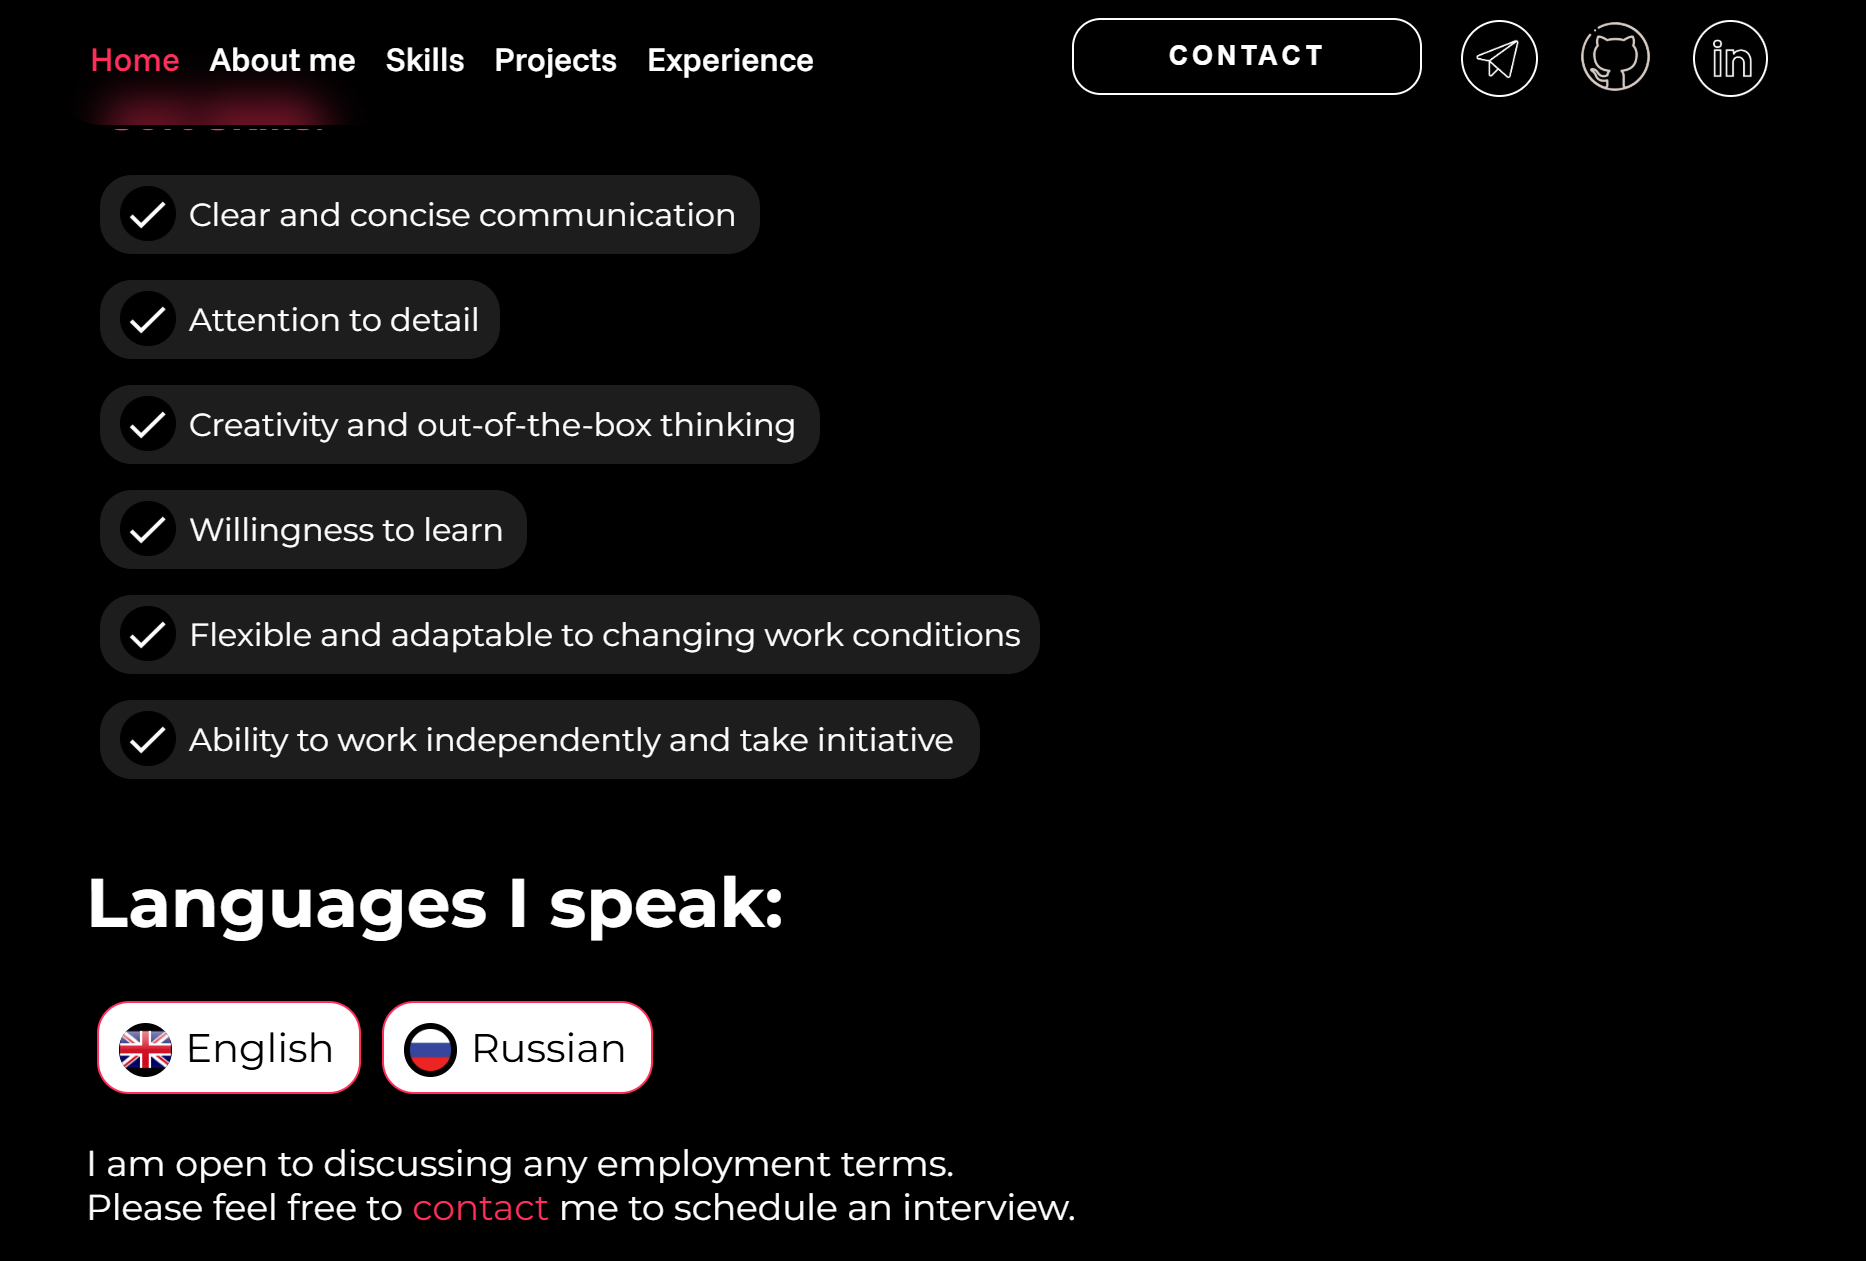 Home About me Skills Projects Experience CONTACT in
Clear and concise communication
Attention to detail
Creativity and out-of-the-box thinking
Willingness to learn
Flexible and adaptable to changing work conditions
Ability to work independently and take initiative
Languages I speak:
English Russian
I am open to discussing any employment terms.
Please feel free to contact me to schedule an interview.